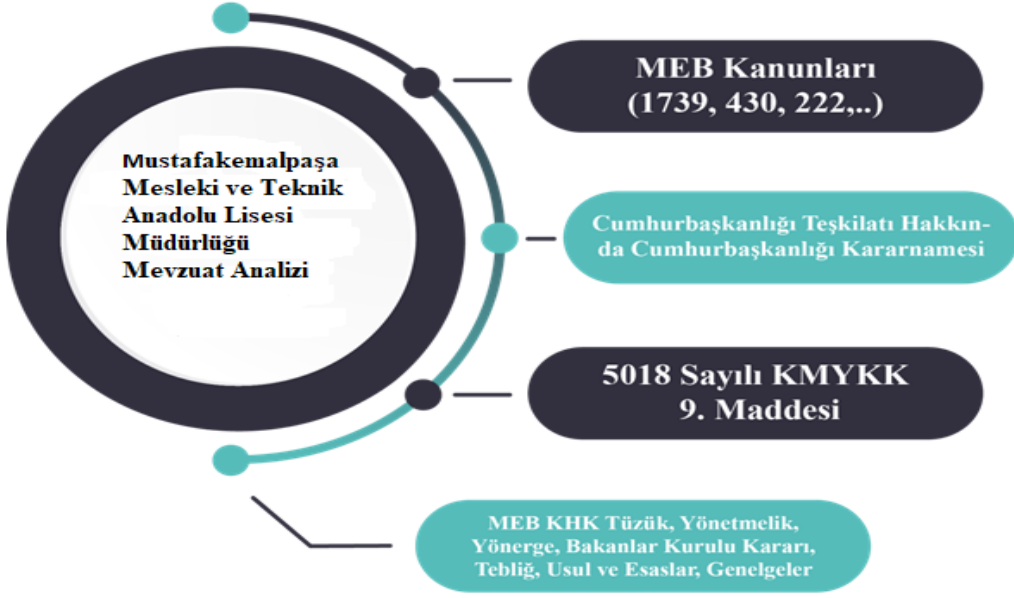 Mustafakemalpaşa
Mesleki ve Teknik
Anadolu Lisesi
Müdürlüğü
Mevzuat Analizi
MEB Kanunları
(1739, 430, 222,..)
Cumhurbaşkanlığı Teşkilatı Hakkın-
da Cumhurbaşkanlığı Kararnamesi
5018 Sayılı KMYKK
9. Maddesi
MEB KHK Tüzük, Yönetmelik,
Yönerge, Bakanlar Kurulu Kararı,
Tebliğ, Usul ve Esaslar, Genelgeler